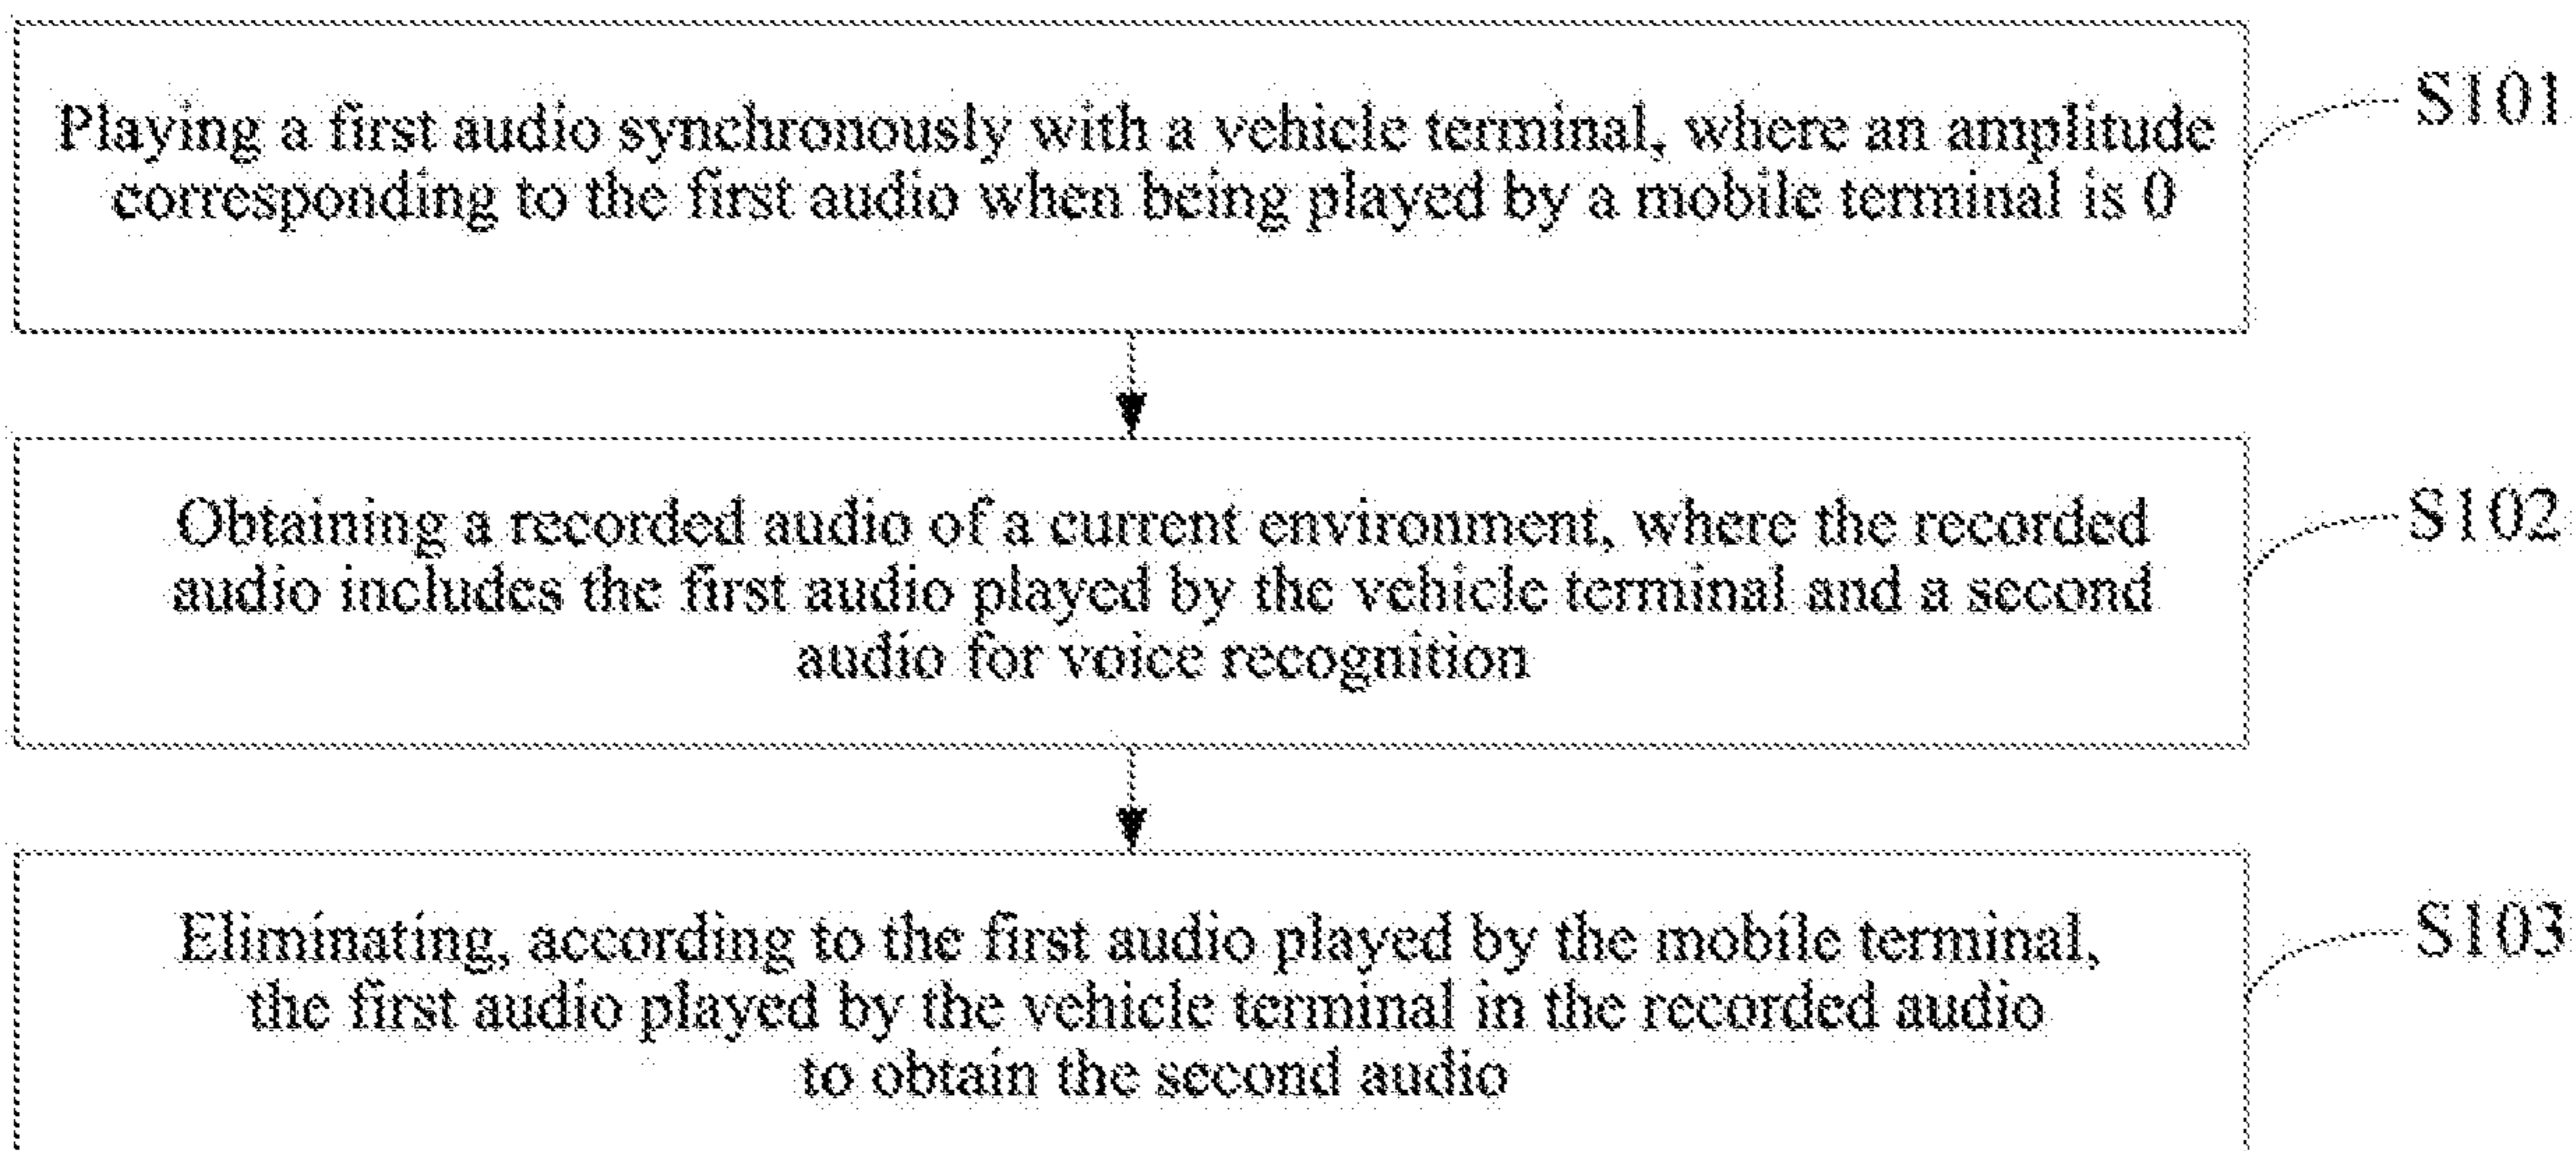 Playing a first audio synchronously with a vehicle terminal, where an amplitude
corresponding to the first audio when being played by a mobile terminal is 0
S101
Obtaining a recorded audio of a current environment, where the recorded
audio includes the first audio played by the vehicle terminal and a second
audio for voice recognition
S102
Eliminating, according to the first audio played by the mobile terminal,
the first audio played by the vehicle terminal in the recorded audio
to obtain the second audio
S103